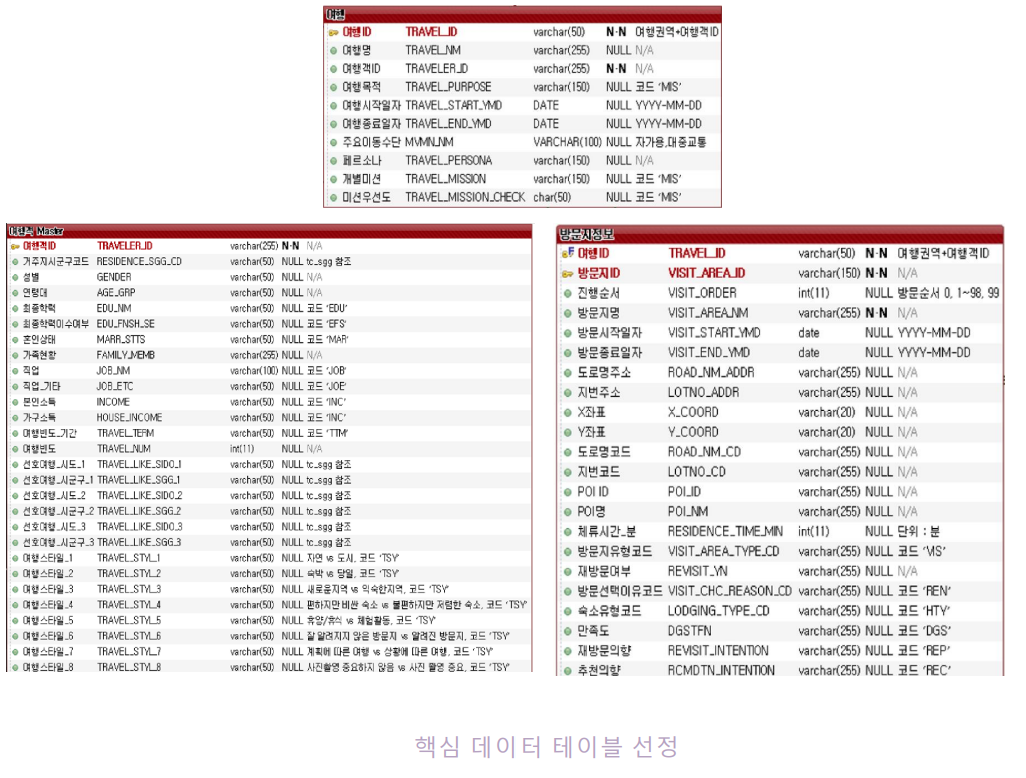 여행
여행ID TRAVEL_ID varchar(50) N-N 여행권역+여행객ID
여행명 TRAVEL_NM varchar(255) NULL N/A
여행객ID TRAVELER_ID varchar(255) N-N N/A
여행목적 TRAVEL_PURPOSE varchar(150) NULL 코드 'MIS'
여행시작일자 TRAVEL_START_YMD DATE NULL YYYY-MM-DD
여행종료일자 TRAVEL_END_YMD DATE NULL YYYY-MM-DD
주요이동수단 MVMN_NM VARCHAR(100) NULL 자가용,대중교통
페르소나 TRAVEL_PERSONA varchar(150) NULL N/A
개별미션 TRAVEL_MISSION varchar(150) NULL 코드 'MIS'
미션우선도 TRAVEL_MISSION_CHECK char(50) NULL 코드 'MIS'
여행객 Master
여행객ID TRAVELER_ID varchar(255) N-N N/A
거주지시군구코드 RESIDENCE_SGG_CD varchar(50) NULL tc_sgg 참조
성별 GENDER varchar(50) NULL N/A
연령대 AGE_GRP varchar(50) NULL N/A
최종학력 EDU_NM varchar(50) NULL 코드 'EDU'
최종학력이수여부 EDU_FNSH_SE varchar(50) NULL 코드 'EFS'
혼인상태 MARR_STTS varchar(50) NULL 코드 'MAR'
가족현황 FAMILY_MEMB varchar(255) NULL N/A
직업 JOB_NM varchar(100) NULL 코드 'JOB'
직업_기타 JOB_ETC varchar(50) NULL 코드 'JOE'
본인소득 INCOME varchar(50) NULL 코드 'INC'
가구소득 HOUSE_INCOME varchar(50) NULL 코드 'INC'
여행빈도_기간 TRAVEL_TERM varchar(50) NULL 코드 'TTM'
여행빈도 TRAVEL_NUM int(11) NULL N/A
선호여행_시도_1 TRAVEL_LIKE_SIDO_1 varchar(50) NULL tc_sgg 참조
선호여행_시군구_1 TRAVEL_LIKE_SGG_1 varchar(50) NULL tc_sgg 참조
선호여행_시도_2 TRAVEL_LIKE_SIDO_2 varchar(50) NULL tc_sgg 참조
선호여행_시군구_2 TRAVEL_LIKE_SGG_2 varchar(50) NULL tc_sgg 참조
선호여행_시도_3 TRAVEL_LIKE_SIDO_3 varchar(50) NULL tc_sgg 참조
선호여행_시군구_3 TRAVEL_LIKE_SGG_3 varchar(50) NULL tc_sgg 참조
여행스타일_1 TRAVEL_STYL_1 varchar(50) NULL 자연 vs 도시, 코드 'TSY'
여행스타일_2 TRAVEL_STYL_2 varchar(50) NULL 숙박 vs 당일, 코드 'TSY'
여행스타일_3 TRAVEL_STYL_3 varchar(50) NULL 새로운지역 vs 익숙한지역, 코드 'TSY'
여행스타일_4 TRAVEL_STYL_4 varchar(50) NULL 편하지만 비싼 숙소 vs 불편하지만 저렴한 숙소, 코드 'TSY'
여행스타일_5 TRAVEL_STYL_5 varchar(50) NULL 휴양/휴식 vs 체험활동, 코드 'TSY'
여행스타일_6 TRAVEL_STYL_6 varchar(50) NULL 잘 알려지지 않은 방문지 vs 알려진 방문지, 코드 'TSY'
여행스타일_7 TRAVEL_STYL_7 varchar(50) NULL 계획에 따른 여행 vs 상황에 따른 여행, 코드 'TSY'
여행스타일_8 TRAVEL_STYL_8 varchar(50) NULL 사진촬영 중요하지 않음 vs 사진 촬영 중요, 코드 'TSY'
방문지정보
여행ID TRAVEL_ID varchar(50) N-N 여행권역+여행객ID
방문지ID VISIT_AREA_ID varchar(150) N-N N/A
진행순서 VISIT_ORDER int(11) NULL 방문순서 0, 1~98, 99
방문지명 VISIT_AREA_NM varchar(255) N-N N/A
방문시작일자 VISIT_START_YMD date NULL YYYY-MM-DD
방문종료일자 VISIT_END_YMD date NULL YYYY-MM-DD
도로명주소 ROAD_NM_ADDR varchar(255) NULL N/A
지번주소 LOTNO_ADDR varchar(255) NULL N/A
X좌표 X_COORD varchar(20) NULL N/A
Y좌표 Y_COORD varchar(20) NULL N/A
도로명코드 ROAD_NM_CD varchar(255) NULL N/A
지번코드 LOTNO_CD varchar(255) NULL N/A
POI ID POI_ID varchar(255) NULL N/A
POI명 POI_NM varchar(255) NULL N/A
체류시간_분 RESIDENCE_TIME_MIN int(11) NULL 단위 : 분
방문지유형코드 VISIT_AREA_TYPE_CD varchar(255) NULL 코드 'VIS'
재방문여부 REVISIT_YN varchar(255) NULL N/A
방문선택이유코드 VISIT_CHC_REASON_CD varchar(255) NULL 코드 'REN'
숙소유형코드 LODGING_TYPE_CD varchar(255) NULL 코드 'HTY'
만족도 DGSTFN varchar(255) NULL 코드 'DGS'
재방문의향 REVISIT_INTENTION varchar(255) NULL 코드 'REP'
추천의향 RCMDTN_INTENTION varchar(255) NULL 코드 'REC'
핵심 데이터 테이블 선정